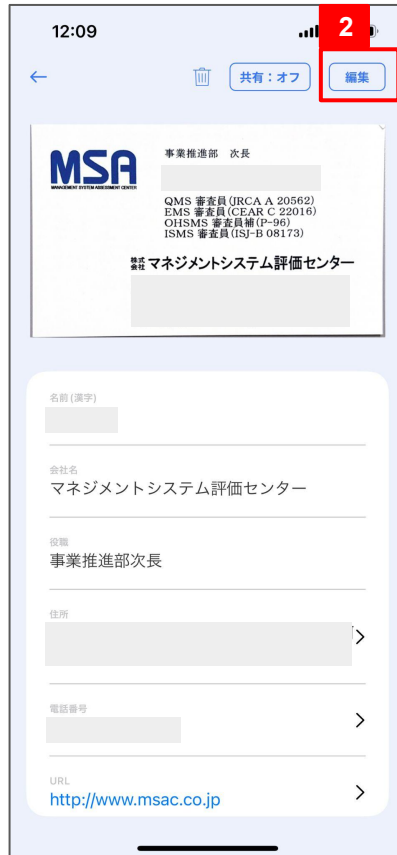 12:09
2
共有：オフ
編集
MSA
MANAGEMENT SYSTEM ASSESSMENT CENTER
事業推進部 次長
QMS 審査員(JRCA A 20562)
EMS 審査員(CEAR C 22016)
OHSMS 審査員補(P-96)
ISMS 審査員(ISJ-B 08173)
株式会社 マネジメントシステム評価センター
名前 (漢字)
会社名
マネジメントシステム評価センター
役職
事業推進部次長
住所
電話番号
URL
http://www.msac.co.jp